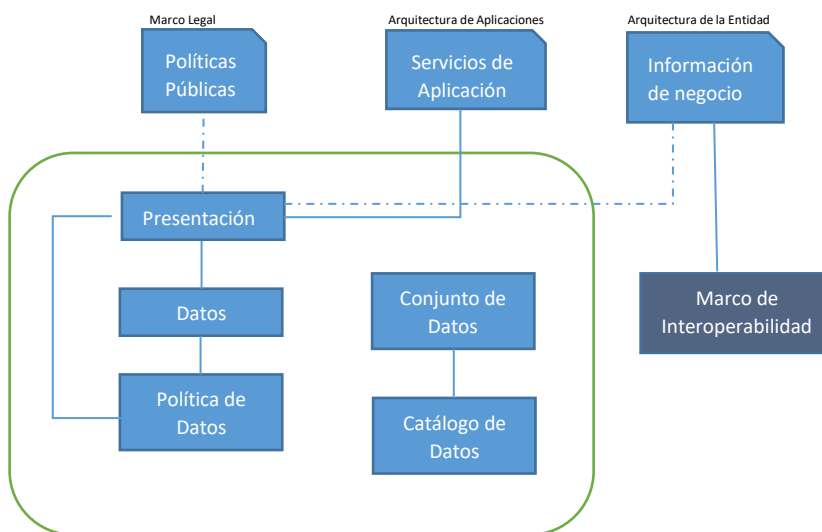 Marco Legal
Arquitectura de Aplicaciones
Arquitectura de la Entidad
Políticas
Públicas
Servicios de
Aplicación
Información
de negocio
Presentación
Datos
Política de
Datos
Conjunto de
Datos
Catálogo de
Datos
Marco de
Interoperabilidad